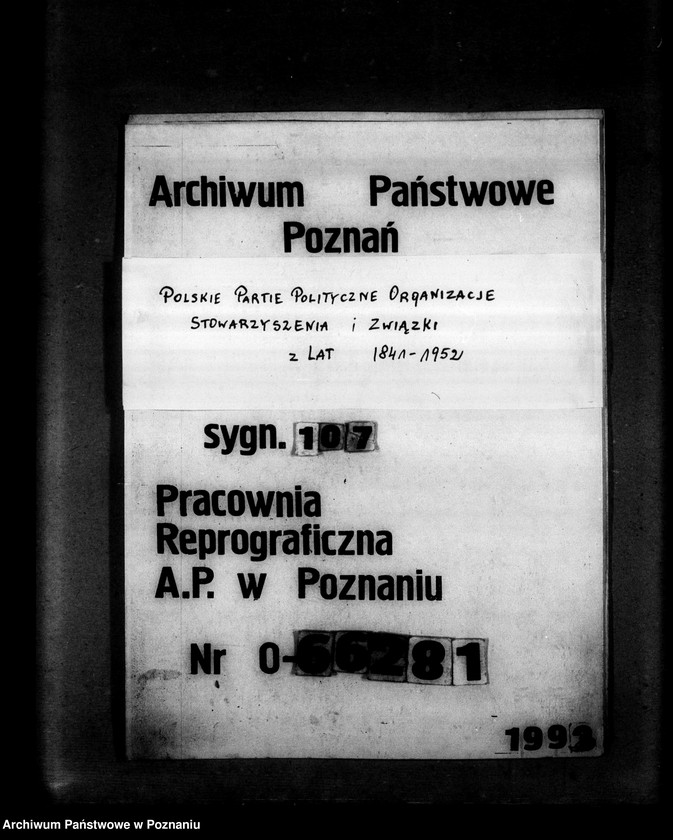 Archiwum Państwowe
Poznań
POLSKIE PARTIE POLITYCZNE ORGANIZACJE
STOWARZYSZENIA i ZWIĄZKI
z LAT 1841-1952
sygn. 107
Pracownia
Reprograficzna
A.P. w Poznaniu
Nr O-66281
1993
Archiwum Państwowe w Poznaniu